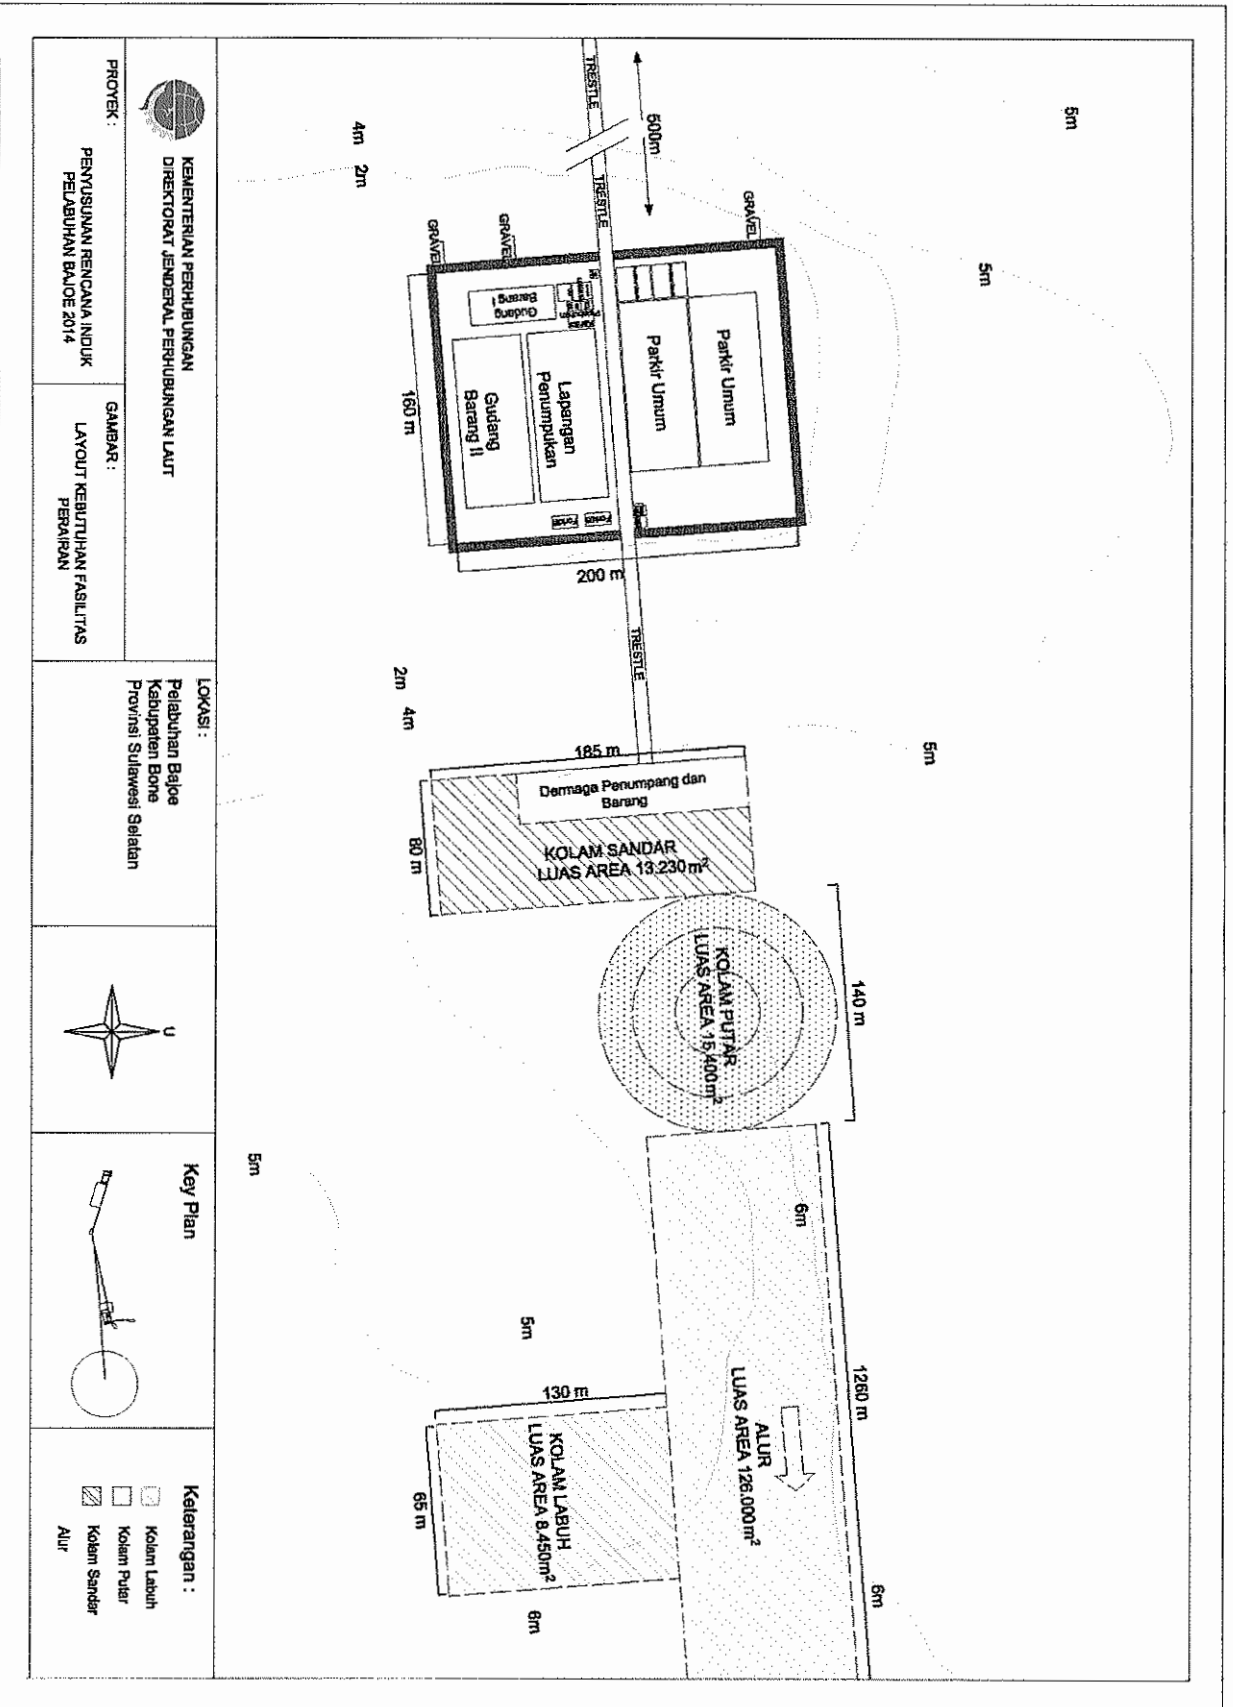 5m
500m
TRESTLE
TRESTLE
4m
2m
5m
GRAVEL
GRAVEL
GRAVEL
Parkir Umum
Parkir Umum
Gudang
Barang I
Lapangan
Penumpukan
Gudang
Barang II
160 m
200 m
TRESTLE
2m
4m
5m
185 m
Dermaga Penumpang dan
Barang
KOLAM SANDAR
LUAS AREA 13.230m²
80 m
140 m
KOLAM PUTAR
LUAS AREA 15.400m²
5m
6m
5m
1260 m
ALUR
LUAS AREA 126.000m²
130 m
KOLAM LABUH
LUAS AREA 8.450m²
65 m
6m
6m
KEMENTERIAN PERHUBUNGAN
DIREKTORAT JENDERAL PERHUBUNGAN LAUT
PROYEK :
PENYUSUNAN RENCANA INDUK
PELABUHAN BAJOE 2014
GAMBAR :
LAYOUT KEBUTUHAN FASILITAS
PERAIRAN
LOKASI :
Pelabuhan Bajoe
Kabupaten Bone
Provinsi Sulawesi Selatan
U
Key Plan
Keterangan :
Kolam Labuh
Kolam Putar
Kolam Sandar
Alur